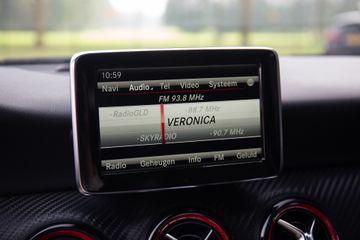 10:59
Navi Audio Tel Video Systeem
FM 93.8 MHz
-RadioGLD -88.7 MHz
VERONICA
-SKYRADIO -90.7 MHz
Radio Geheugen Info FM Geluid